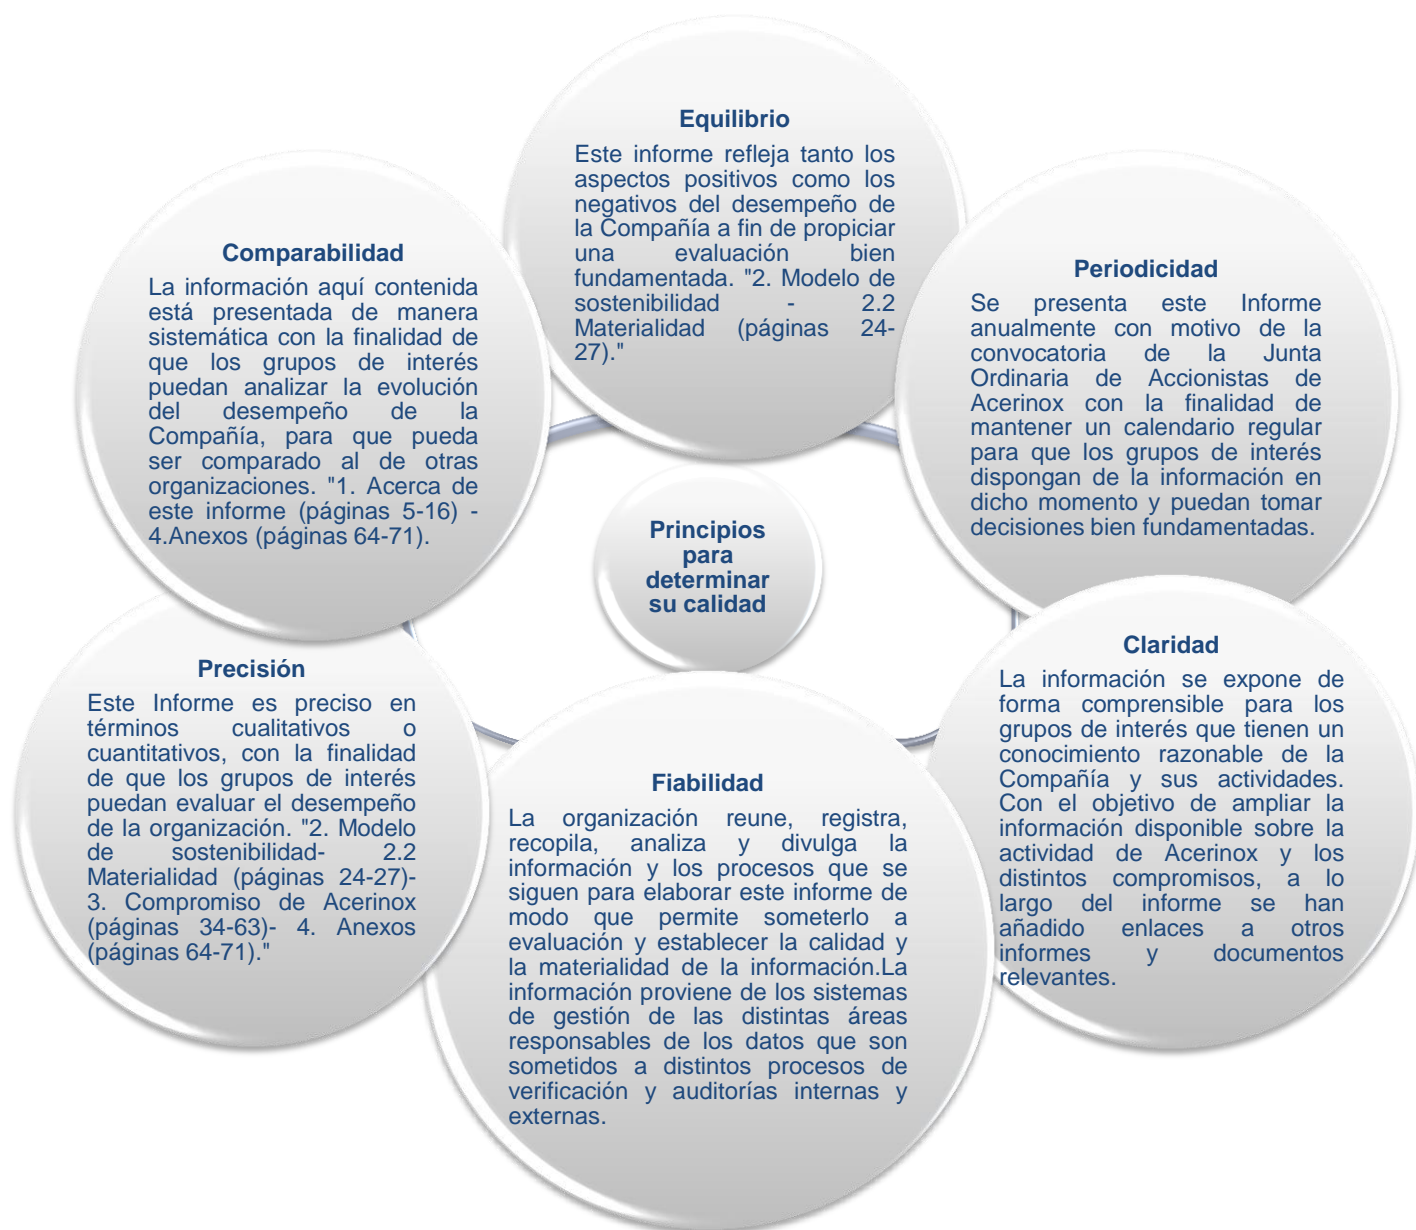 Equilibrio
Este informe refleja tanto los
aspectos positivos como los
negativos del desempeño de
la Compañía a fin de propiciar
una evaluación bien
fundamentada. "2. Modelo de
sostenibilidad - 2.2
Materialidad (páginas 24-
27)."
Periodicidad
Se presenta este Informe
anualmente con motivo de la
convocatoria de la Junta
Ordinaria de Accionistas de
Acerinox con la finalidad de
mantener un calendario regular
para que los grupos de interés
dispongan de la información en
dicho momento y puedan tomar
decisiones bien fundamentadas.
Claridad
La información se expone de
forma comprensible para los
grupos de interés que tienen un
conocimiento razonable de la
Compañía y sus actividades.
Con el objetivo de ampliar la
información disponible sobre la
actividad de Acerinox y los
distintos compromisos, a lo
largo del informe se han
añadido enlaces a otros
informes y documentos
relevantes.
Fiabilidad
La organización reune, registra,
recopila, analiza y divulga la
información y los procesos que se
siguen para elaborar este informe de
modo que permite someterlo a
evaluación y establecer la calidad y
la materialidad de la información.La
información proviene de los sistemas
de gestión de las distintas áreas
responsables de los datos que son
sometidos a distintos procesos de
verificación y auditorías internas y
externas.
Precisión
Este Informe es preciso en
términos cualitativos o
cuantitativos, con la finalidad
de que los grupos de interés
puedan evaluar el desempeño
de la organización. "2. Modelo
de sostenibilidad- 2.2
Materialidad (páginas 24-27)-
3. Compromiso de Acerinox
(páginas 34-63)- 4. Anexos
(páginas 64-71)."
Comparabilidad
La información aquí contenida
está presentada de manera
sistemática con la finalidad de
que los grupos de interés
puedan analizar la evolución
del desempeño de la
Compañía, para que pueda
ser comparado al de otras
organizaciones. "1. Acerca de
este informe (páginas 5-16) -
4.Anexos (páginas 64-71).
Principios
para
determinar
su calidad